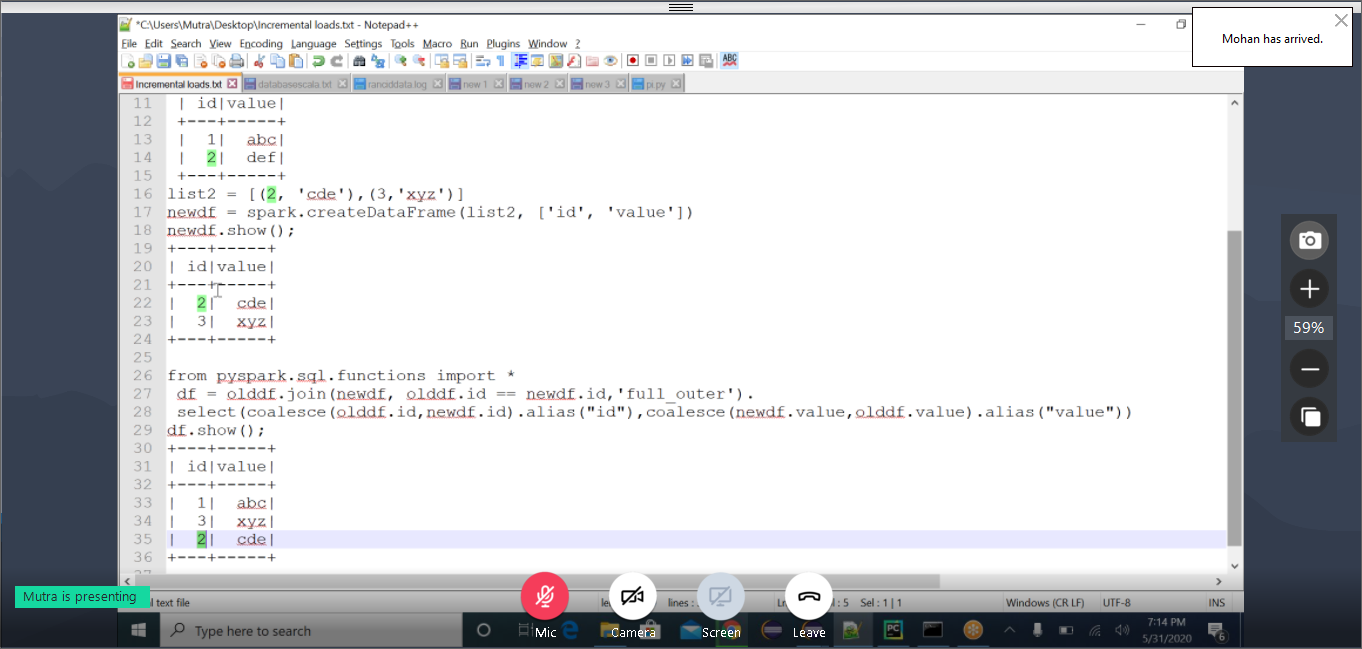 *C:\Users\Mutra\Desktop\Incremental loads.txt - Notepad++
Mohan has arrived.
File Edit Search View Encoding Language Settings Tools Macro Run Plugins Window ?
Incremental loads.txt databasescala.txt ranciddata.log new 1 new 2 new 3 pi.py
11 | id|value|
12 +---+-----+
13 | 1| abc|
14 | 2| def|
15 +---+-----+
16 list2 = [(2, 'cde'),(3,'xyz')]
17 newdf = spark.createDataFrame(list2, ['id', 'value'])
18 newdf.show();
19 +---+-----+
20 | id|value|
21 +---+-----+
22 | 2| cde|
23 | 3| xyz|
24 +---+-----+
25
26 from pyspark.sql.functions import *
27 df = olddf.join(newdf, olddf.id == newdf.id,'full_outer').
28 select(coalesce(olddf.id,newdf.id).alias("id"),coalesce(newdf.value,olddf.value).alias("value"))
29 df.show();
30 +---+-----+
31 | id|value|
32 +---+-----+
33 | 1| abc|
34 | 3| xyz|
35 | 2| cde|
36 +---+-----+
59%
Mutra is presenting
text file lines : : 5 Sel : 1 | 1 Windows (CR LF) UTF-8 INS
Type here to search
Mic Camera Screen Leave
7:14 PM
5/31/2020
6